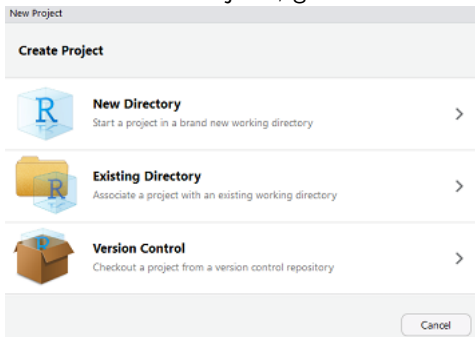 New Project
Create Project
R
New Directory
Start a project in a brand new working directory
R
Existing Directory
Associate a project with an existing working directory
R
Version Control
Checkout a project from a version control repository
Cancel